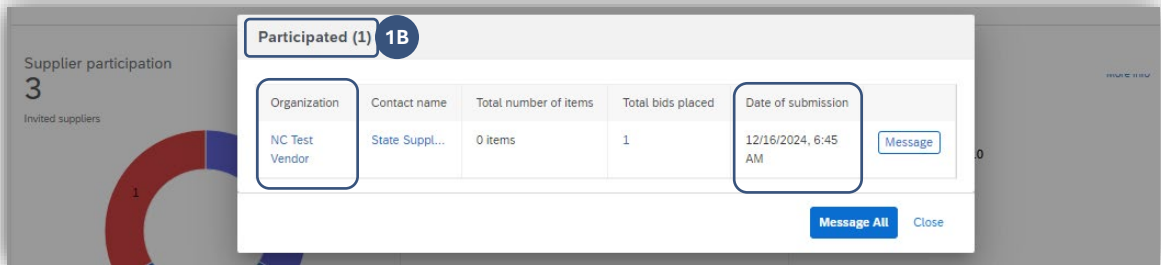 Participated (1) 1B
Supplier participation
3
Invited suppliers
1
Organization Contact name Total number of items Total bids placed Date of submission
NC Test State Suppl... 0 items 1 12/16/2024, 6:45 Message
Vendor AM
Message All Close